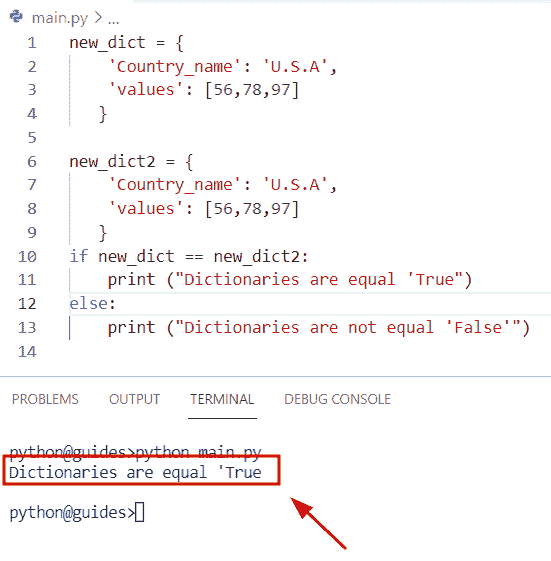 main.py > ...
1 new_dict = {
2     'Country_name': 'U.S.A',
3     'values': [56,78,97]
4    }
5
6 new_dict2 = {
7     'Country_name': 'U.S.A',
8     'values': [56,78,97]
9    }
10 if new_dict == new_dict2:
11     print ("Dictionaries are equal 'True")
12 else:
13     print ("Dictionaries are not equal 'False'")
14
PROBLEMS OUTPUT TERMINAL DEBUG CONSOLE
python@guides>python main.py
Dictionaries are equal 'True
python@guides>